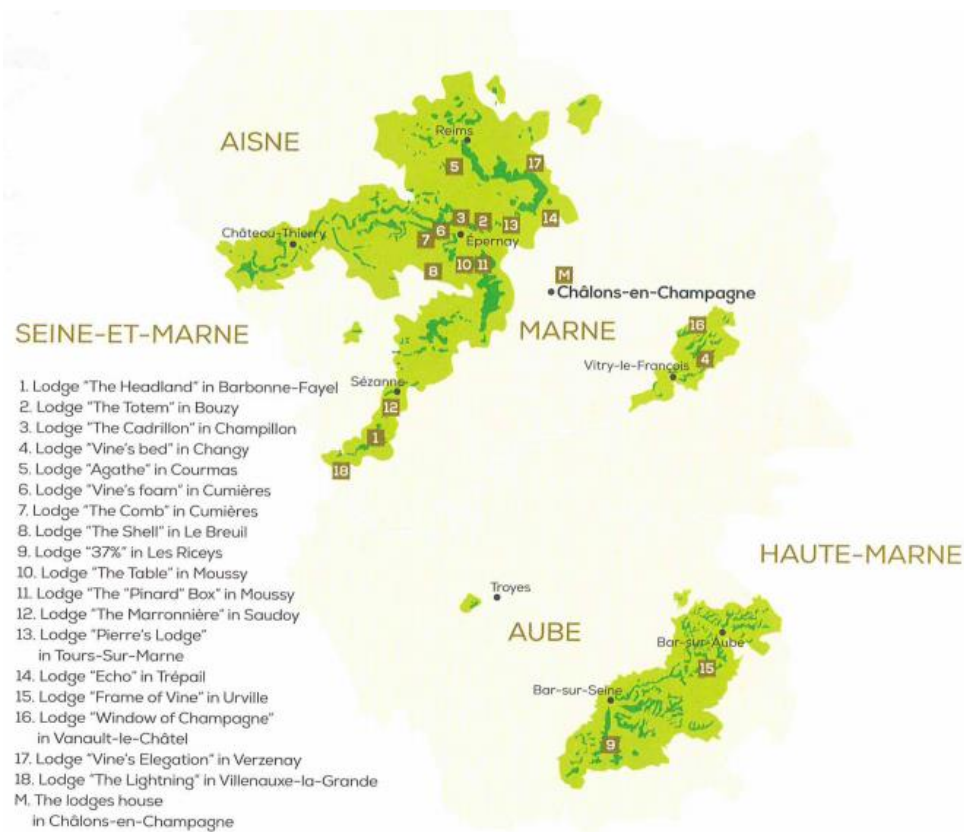 AISNE
Reims
5
17
Château-Thierry
3
2
13
14
6
7
Épernay
8
10
11
M
Châlons-en-Champagne
SEINE-ET-MARNE
MARNE
16
Vitry-le-François
4
Sézanne
12
1
18
1. Lodge "The Headland" in Barbonne-Fayel
2. Lodge "The Totem" in Bouzy
3. Lodge "The Cadrillon" in Champillon
4. Lodge "Vine's bed" in Changy
5. Lodge "Agathe" in Courmas
6. Lodge "Vine's foam" in Cumières
7. Lodge "The Comb" in Cumières
8. Lodge "The Shell" in Le Breuil
9. Lodge "37%" in Les Riceys
10. Lodge "The Table" in Moussy
11. Lodge "The "Pinard" Box" in Moussy
12. Lodge "The Marronnière" in Saudoy
13. Lodge "Pierre's Lodge"
in Tours-Sur-Marne
14. Lodge "Echo" in Trépail
15. Lodge "Frame of Vine" in Urville
16. Lodge "Window of Champagne"
in Vanault-le-Châtel
17. Lodge "Vine's Elegation" in Verzenay
18. Lodge "The Lightning" in Villenauxe-la-Grande
M. The lodges house
in Châlons-en-Champagne
HAUTE-MARNE
Troyes
AUBE
Bar-sur-Aube
15
Bar-sur-Seine
9